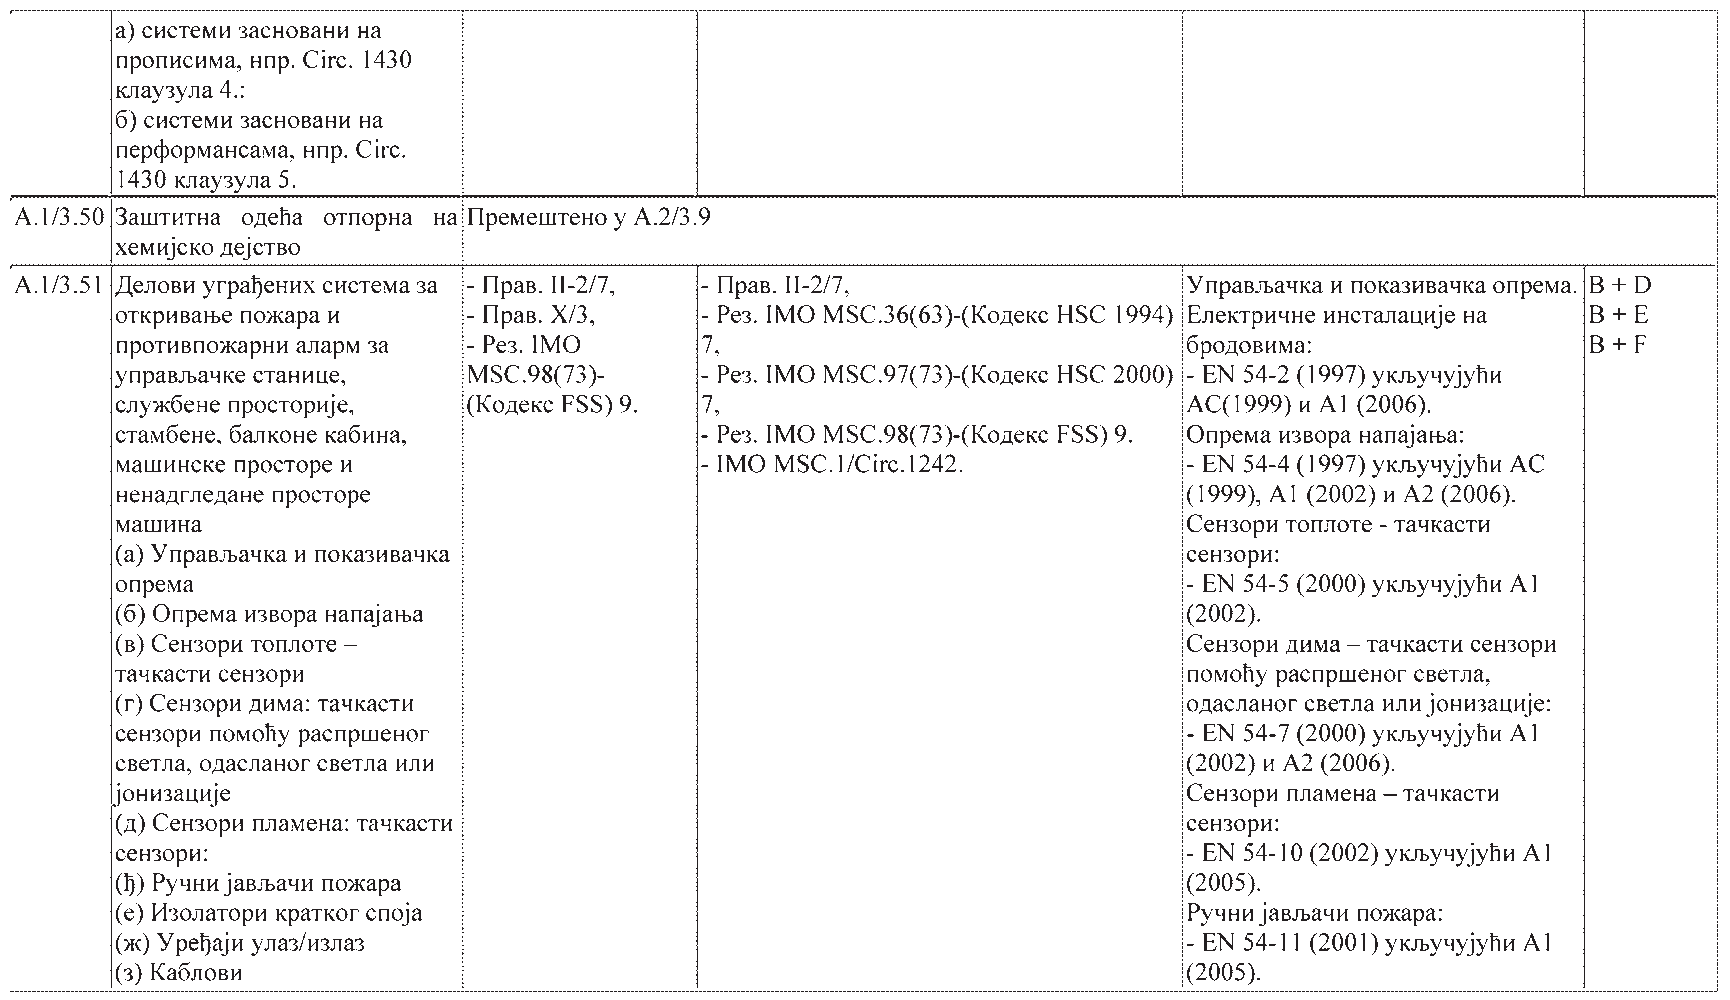 а) системи засновани на
прописима, нпр. Circ. 1430
клаузула 4.:
б) системи засновани на
перформансама, нпр. Circ.
1430 клаузула 5.
А.1/3.50
Заштитна одећа отпорна на
хемијско дејство
Премештено у А.2/3.9
А.1/3.51
Делови уграђених система за
откривање пожара и
противпожарни аларм за
управљачке станице,
службене просторије,
стамбене, балконе кабина,
машинске просторе и
ненадгледане просторе
машина
(а) Управљачка и показивачка
опрема
(б) Опрема извора напајања
(в) Сензори топлоте –
тачкасти сензори
(г) Сензори дима: тачкасти
сензори помоћу распршеног
светла, одасланог светла или
јонизације
(д) Сензори пламена: тачкасти
сензори:
(ђ) Ручни јављачи пожара
(е) Изолатори кратког споја
(ж) Уређаји улаз/излаз
(з) Каблови
- Прав. II-2/7,
- Прав. X/3,
- Рез. IMO
MSC.98(73)-
(Кодекс FSS) 9.
- Прав. II-2/7,
- Рез. IMO MSC.36(63)-(Кодекс HSC 1994)
7,
- Рез. IMO MSC.97(73)-(Кодекс HSC 2000)
7,
- Рез. IMO MSC.98(73)-(Кодекс FSS) 9.
- IMO MSC.1/Circ.1242.
Управљачка и показивачка опрема.
Електричне инсталације на
бродовима:
- EN 54-2 (1997) укључујући
AC(1999) и A1 (2006).
Опрема извора напајања:
- EN 54-4 (1997) укључујући AC
(1999), A1 (2002) и A2 (2006).
Сензори топлоте - тачкасти
сензори:
- EN 54-5 (2000) укључујући A1
(2002).
Сензори дима – тачкасти сензори
помоћу распршеног светла,
одасланог светла или јонизације:
- EN 54-7 (2000) укључујући A1
(2002) и A2 (2006).
Сензори пламена – тачкасти
сензори:
- EN 54-10 (2002) укључујући A1
(2005).
Ручни јављачи пожара:
- EN 54-11 (2001) укључујући A1
(2005).
B + D
B + E
B + F